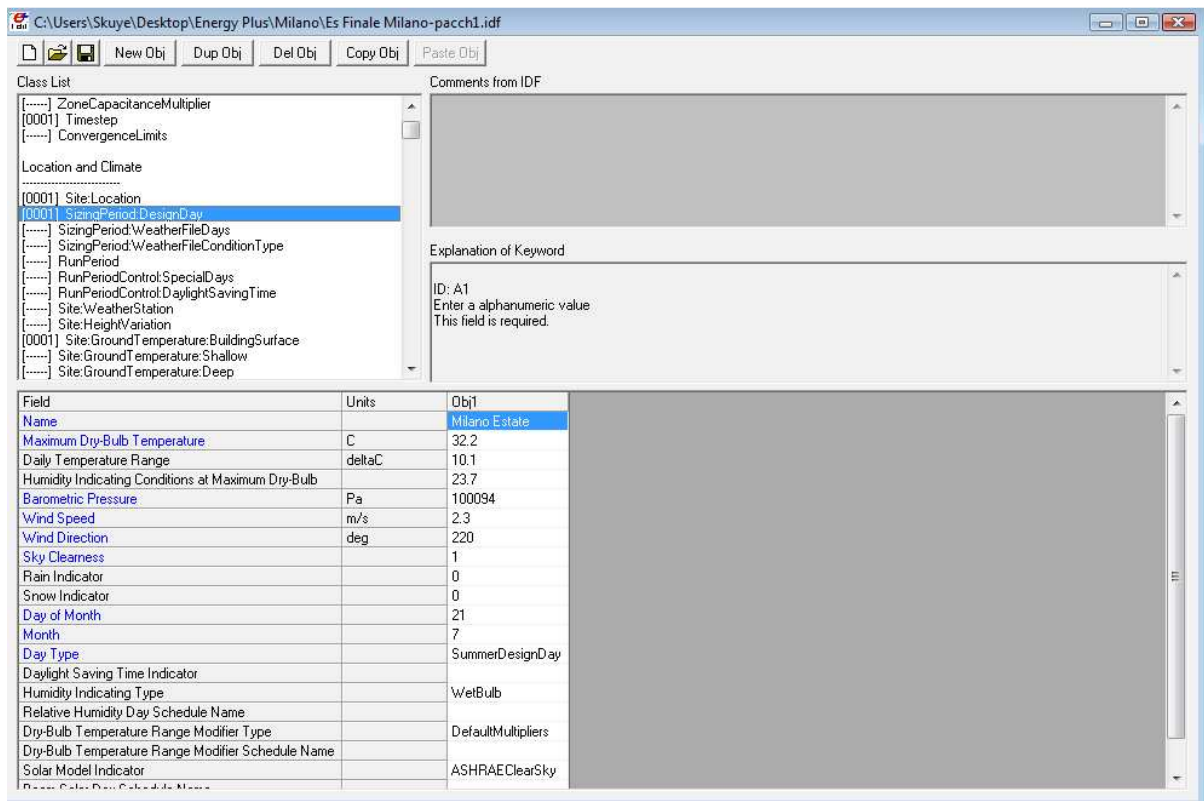 C:\Users\Skuye\Desktop\Energy Plus\Milano\Es Finale Milano-pacch1.idf
New Obj Dup Obj Del Obj Copy Obj Paste Obj
Class List
[------] ZoneCapacitanceMultiplier
[0001] Timestep
[------] ConvergenceLimits
Location and Climate
--------------------------
[0001] Site:Location
[0001] SizingPeriod:DesignDay
[------] SizingPeriod:WeatherFileDays
[------] SizingPeriod:WeatherFileConditionType
[------] RunPeriod
[------] RunPeriodControl:SpecialDays
[------] RunPeriodControl:DaylightSavingTime
[------] Site:WeatherStation
[------] Site:HeightVariation
[0001] Site:GroundTemperature:BuildingSurface
[------] Site:GroundTemperature:Shallow
[------] Site:GroundTemperature:Deep
Comments from IDF
Explanation of Keyword
ID: A1
Enter a alphanumeric value
This field is required.
Field Units Obj1
Name Milano Estate
Maximum Dry-Bulb Temperature C 32.2
Daily Temperature Range deltaC 10.1
Humidity Indicating Conditions at Maximum Dry-Bulb 23.7
Barometric Pressure Pa 100094
Wind Speed m/s 2.3
Wind Direction deg 220
Sky Clearness 1
Rain Indicator 0
Snow Indicator 0
Day of Month 21
Month 7
Day Type SummerDesignDay
Daylight Saving Time Indicator
Humidity Indicating Type WetBulb
Relative Humidity Day Schedule Name
Dry-Bulb Temperature Range Modifier Type DefaultMultipliers
Dry-Bulb Temperature Range Modifier Schedule Name
Solar Model Indicator ASHRAEClearSky
Beam Solar Day Schedule Name